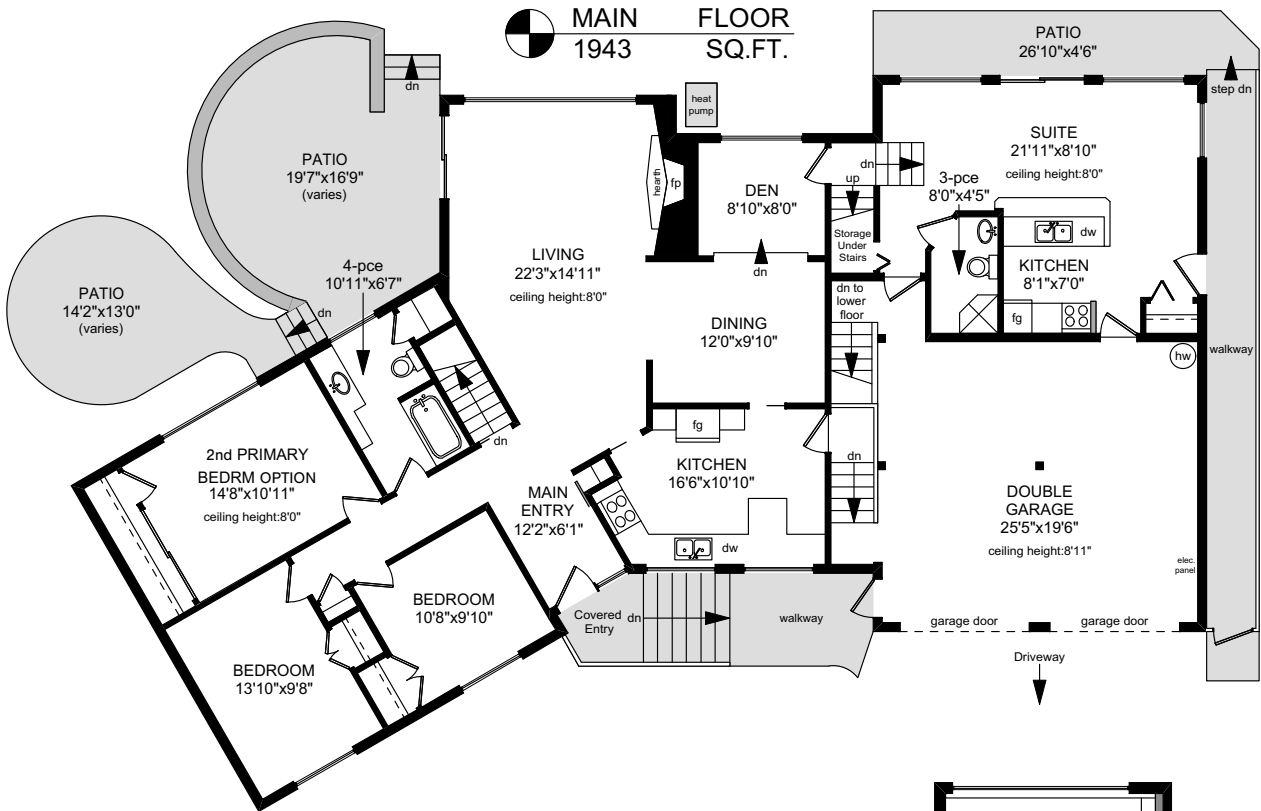 MAIN FLOOR
1943 SQ.FT.
PATIO
26'10"x4'6"
dn
step dn
heat
pump
SUITE
21'11"x8'10"
ceiling height:8'0"
PATIO
19'7"x16'9"
(varies)
hearth
fp
DEN
8'10"x8'0"
dn
up
3-pce
8'0"x4'5"
dw
Storage
Under
Stairs
LIVING
22'3"x14'11"
ceiling height:8'0"
dn
KITCHEN
8'1"x7'0"
4-pce
10'11"x6'7"
PATIO
14'2"x13'0"
(varies)
dn
dn to
lower
floor
fg
DINING
12'0"x9'10"
walkway
hw
fg
dn
2nd PRIMARY
BEDRM OPTION
14'8"x10'11"
ceiling height:8'0"
KITCHEN
16'6"x10'10"
dn
MAIN
ENTRY
12'2"x6'1"
DOUBLE
GARAGE
25'5"x19'6"
ceiling height:8'11"
dw
elec.
panel
BEDROOM
10'8"x9'10"
Covered
Entry
dn
walkway
garage door
garage door
BEDROOM
13'10"x9'8"
Driveway